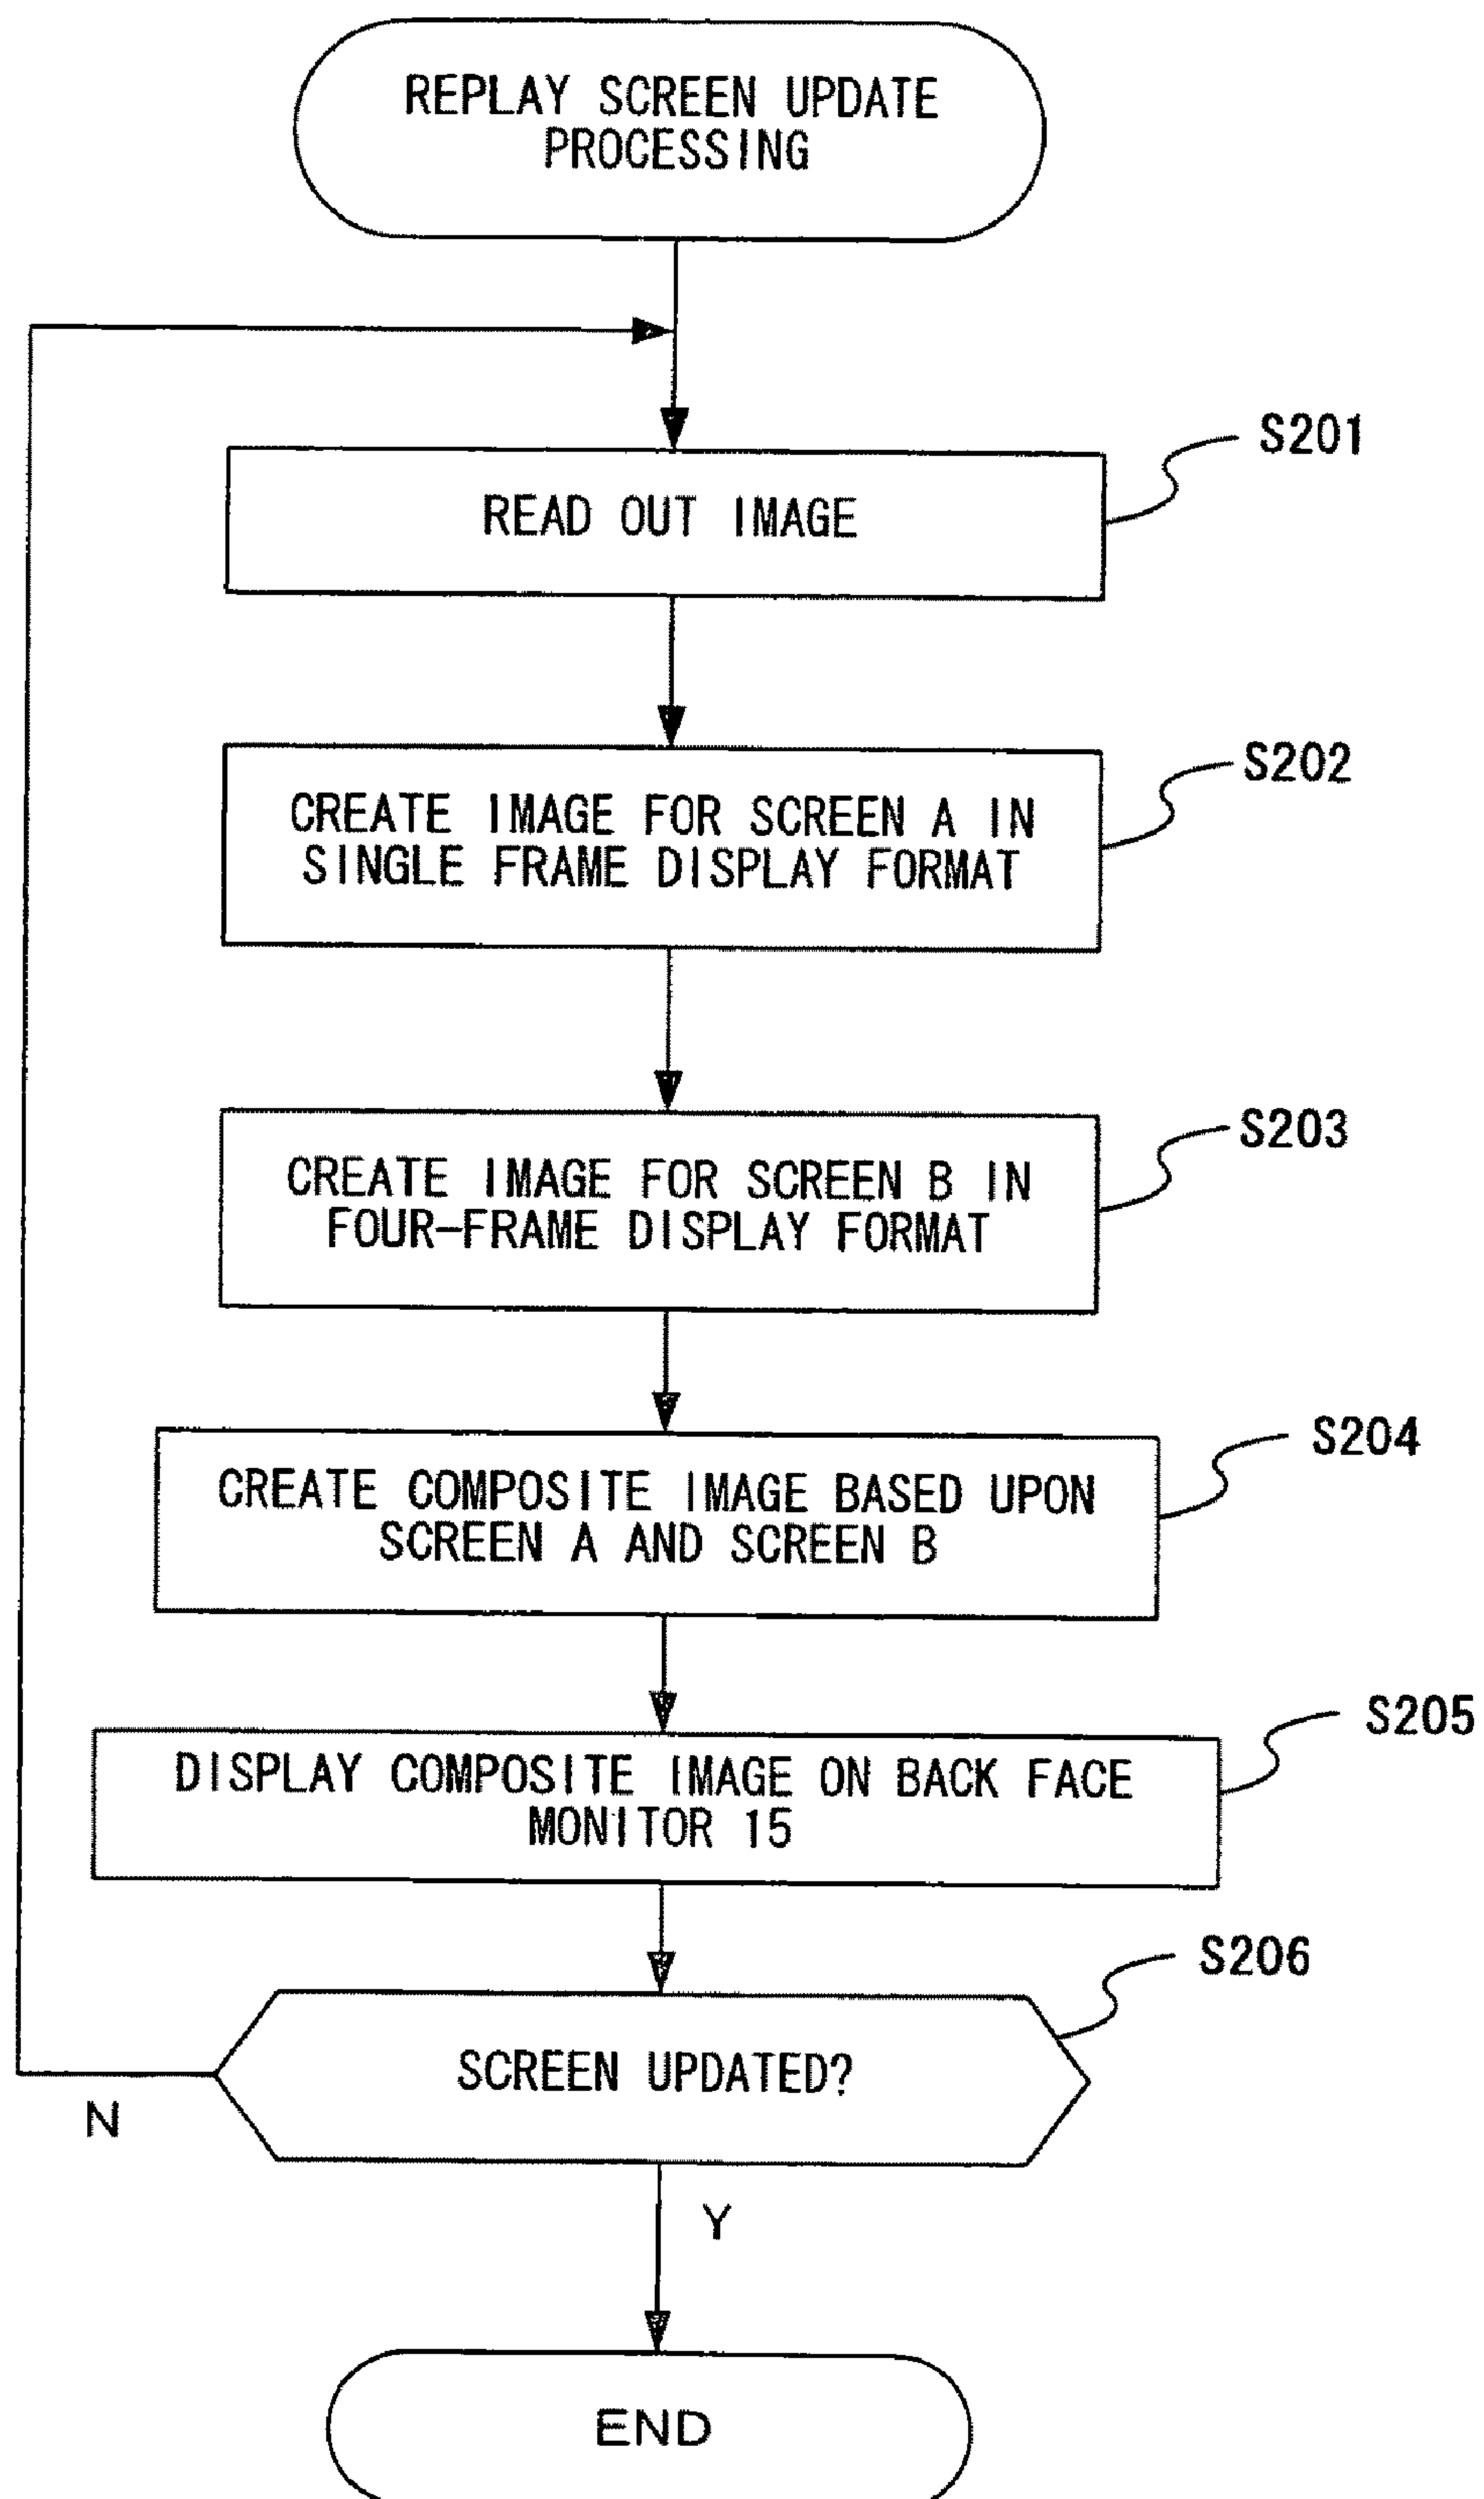 REPLAY SCREEN UPDATE
PROCESSING
S201
READ OUT IMAGE
S202
CREATE IMAGE FOR SCREEN A IN
SINGLE FRAME DISPLAY FORMAT
S203
CREATE IMAGE FOR SCREEN B IN
FOUR-FRAME DISPLAY FORMAT
S204
CREATE COMPOSITE IMAGE BASED UPON
SCREEN A AND SCREEN B
S205
DISPLAY COMPOSITE IMAGE ON BACK FACE
MONITOR 15
S206
SCREEN UPDATED?
N
Y
END